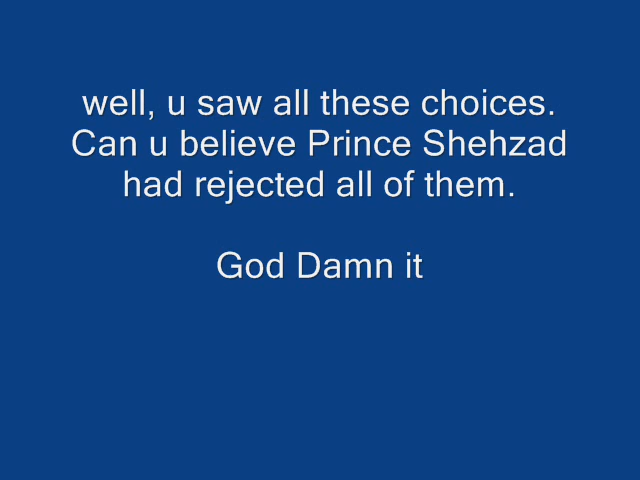 well, u saw all these choices.
Can u believe Prince Shehzad
had rejected all of them.
God Damn it